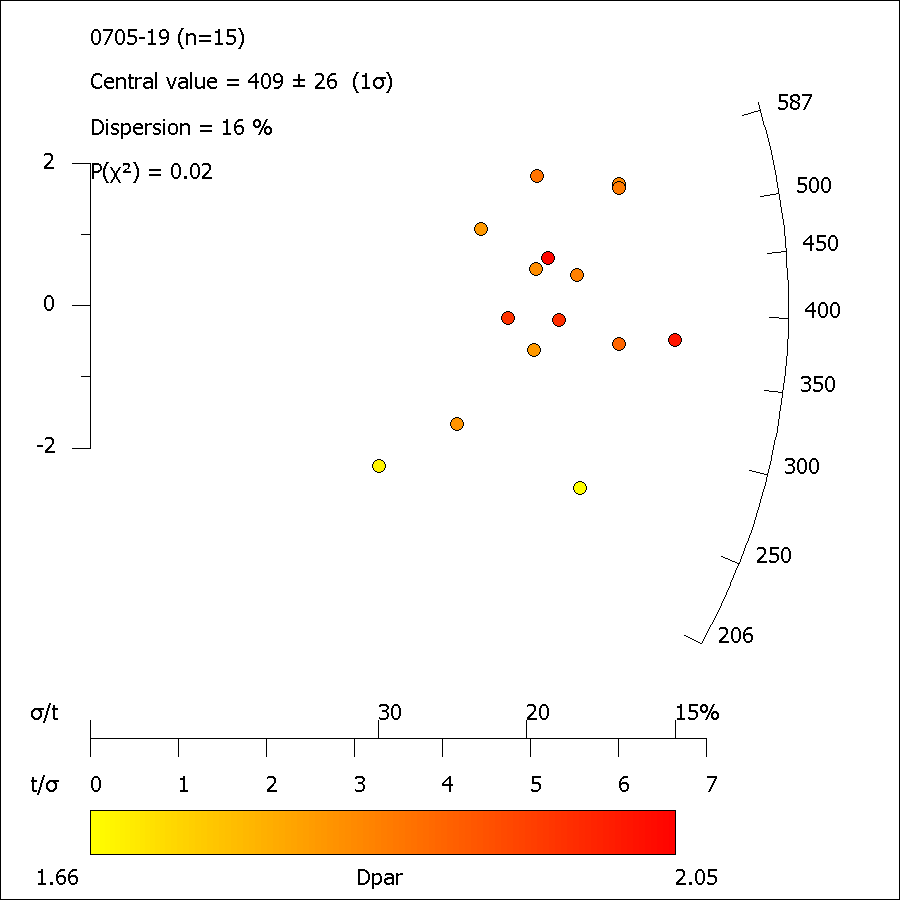 0705-19 (n=15)
Central value = 409 ± 26 (1σ)
Dispersion = 16 %
P(χ²) = 0.02
2
0
-2
587
500
450
400
350
300
250
206
σ/t
30
20
15%
t/σ
0 1 2 3 4 5 6 7
1.66 Dpar 2.05